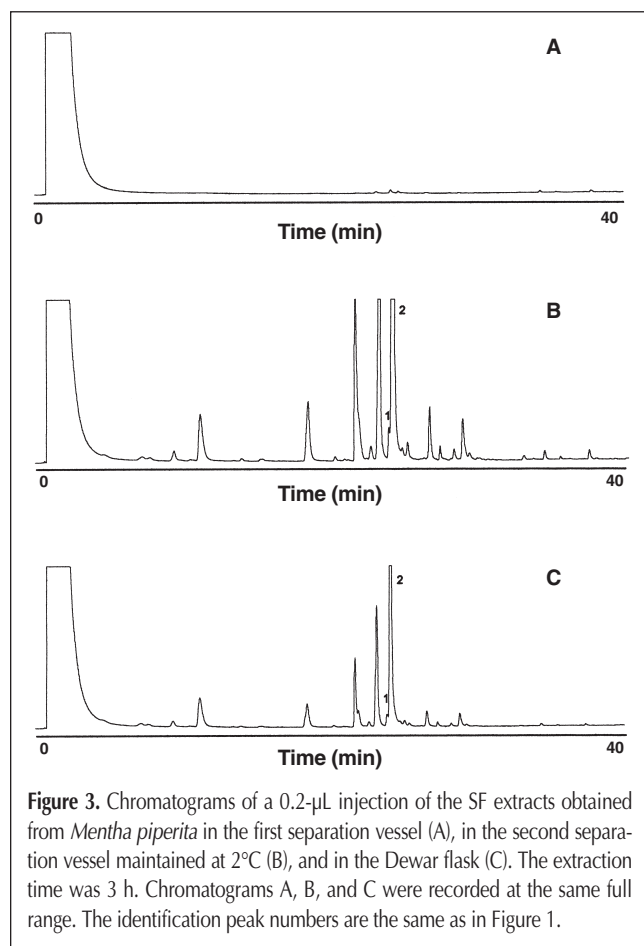 A
0 40
Time (min)
B
2
1
0 40
Time (min)
C
2
1
0 40
Time (min)
Figure 3. Chromatograms of a 0.2-µL injection of the SF extracts obtained
from Mentha piperita in the first separation vessel (A), in the second separa-
tion vessel maintained at 2°C (B), and in the Dewar flask (C). The extraction
time was 3 h. Chromatograms A, B, and C were recorded at the same full
range. The identification peak numbers are the same as in Figure 1.